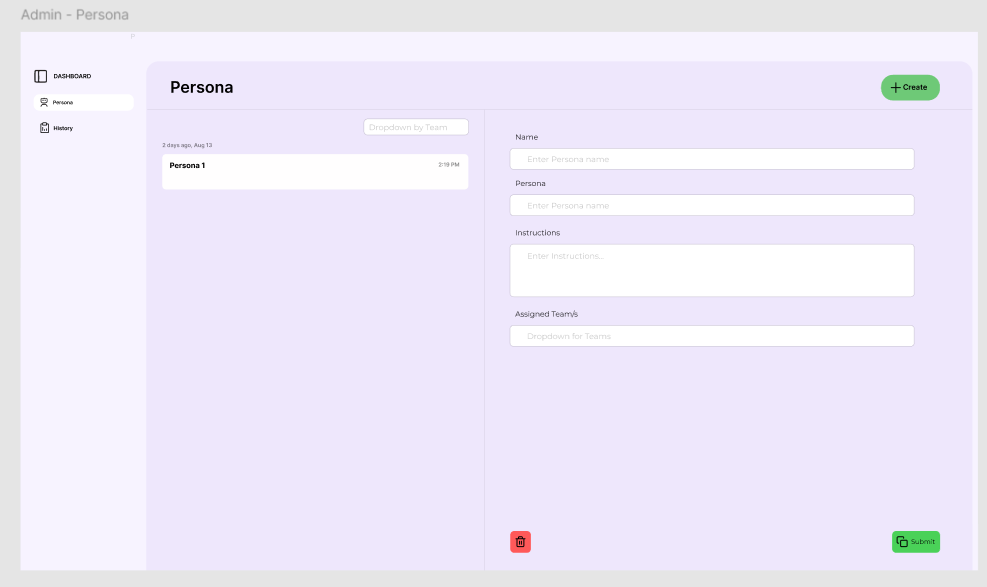 Admin - Persona
DASHBOARD
Persona
History
Persona
Create
Dropdown by Team
2 days ago, Aug 13
Persona 1
2:19 PM
Name
Enter Persona name
Persona
Enter Persona name
Instructions
Enter Instructions...
Assigned Team/s
Dropdown for Teams
Submit